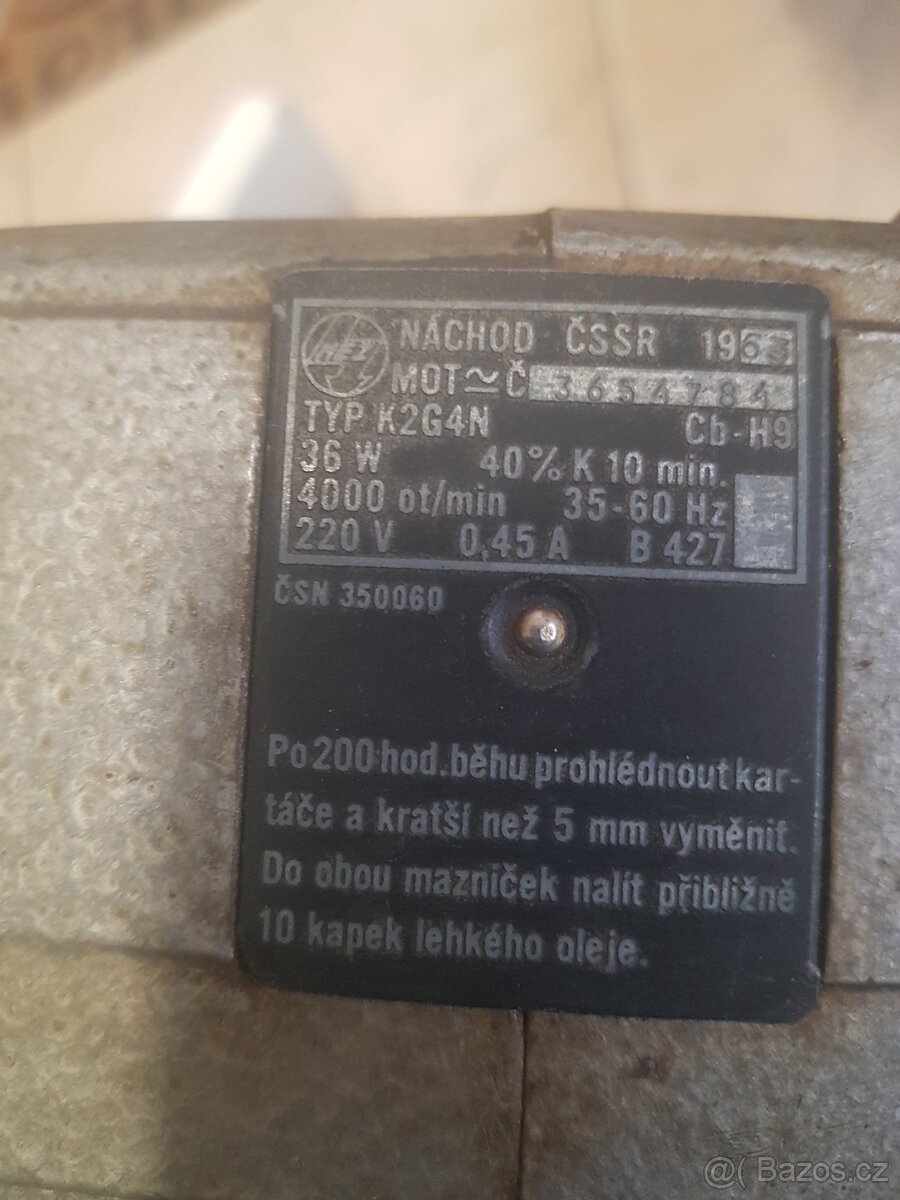 MEZ
NÁCHOD ČSSR 1963
MOT ≃ Č 3654784
TYP K2G4N Cb-H9
36 W 40% K 10 min.
4000 ot/min 35-60 Hz
220 V 0,45 A B 427
ČSN 350060
Po 200 hod. běhu prohlédnout kar-
táče a kratší než 5 mm vyměnit.
Do obou mazniček nalít přibližně
10 kapek lehkého oleje.
@( Bazos.cz